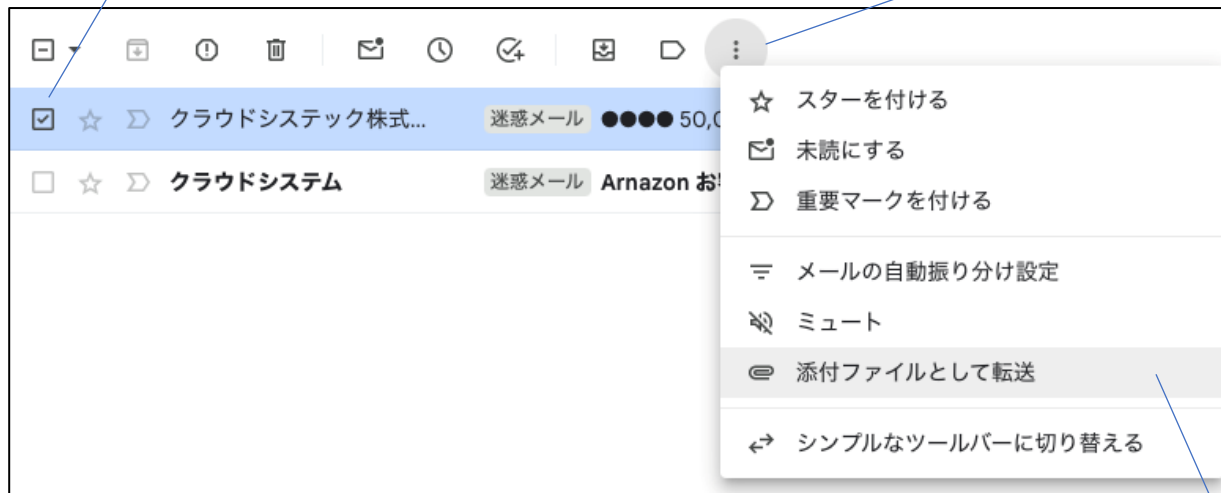 クラウドシステック株式... 迷惑メール ●●●● 50,0
クラウドシステム 迷惑メール Arnazon お
スターを付ける
未読にする
重要マークを付ける
メールの自動振り分け設定
ミュート
添付ファイルとして転送
シンプルなツールバーに切り替える